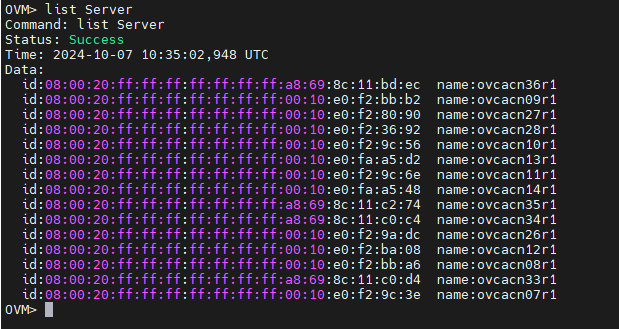 OVM> list Server
Command: list Server
Status: Success
Time: 2024-10-07 10:35:02,948 UTC
Data:
  id:08:00:20:ff:ff:ff:ff:ff:ff:ff:a8:69:8c:11:bd:ec  name:ovcacn36r1
  id:08:00:20:ff:ff:ff:ff:ff:ff:ff:00:10:e0:f2:bb:b2  name:ovcacn09r1
  id:08:00:20:ff:ff:ff:ff:ff:ff:ff:00:10:e0:f2:80:90  name:ovcacn27r1
  id:08:00:20:ff:ff:ff:ff:ff:ff:ff:00:10:e0:f2:36:92  name:ovcacn28r1
  id:08:00:20:ff:ff:ff:ff:ff:ff:ff:00:10:e0:f2:9c:56  name:ovcacn10r1
  id:08:00:20:ff:ff:ff:ff:ff:ff:ff:00:10:e0:fa:a5:d2  name:ovcacn13r1
  id:08:00:20:ff:ff:ff:ff:ff:ff:ff:00:10:e0:f2:9c:6e  name:ovcacn11r1
  id:08:00:20:ff:ff:ff:ff:ff:ff:ff:00:10:e0:fa:a5:48  name:ovcacn14r1
  id:08:00:20:ff:ff:ff:ff:ff:ff:ff:a8:69:8c:11:c2:74  name:ovcacn35r1
  id:08:00:20:ff:ff:ff:ff:ff:ff:ff:a8:69:8c:11:c0:c4  name:ovcacn34r1
  id:08:00:20:ff:ff:ff:ff:ff:ff:ff:00:10:e0:f2:9a:dc  name:ovcacn26r1
  id:08:00:20:ff:ff:ff:ff:ff:ff:ff:00:10:e0:f2:ba:08  name:ovcacn12r1
  id:08:00:20:ff:ff:ff:ff:ff:ff:ff:00:10:e0:f2:bb:a6  name:ovcacn08r1
  id:08:00:20:ff:ff:ff:ff:ff:ff:ff:a8:69:8c:11:c0:d4  name:ovcacn33r1
  id:08:00:20:ff:ff:ff:ff:ff:ff:ff:00:10:e0:f2:9c:3e  name:ovcacn07r1
OVM>